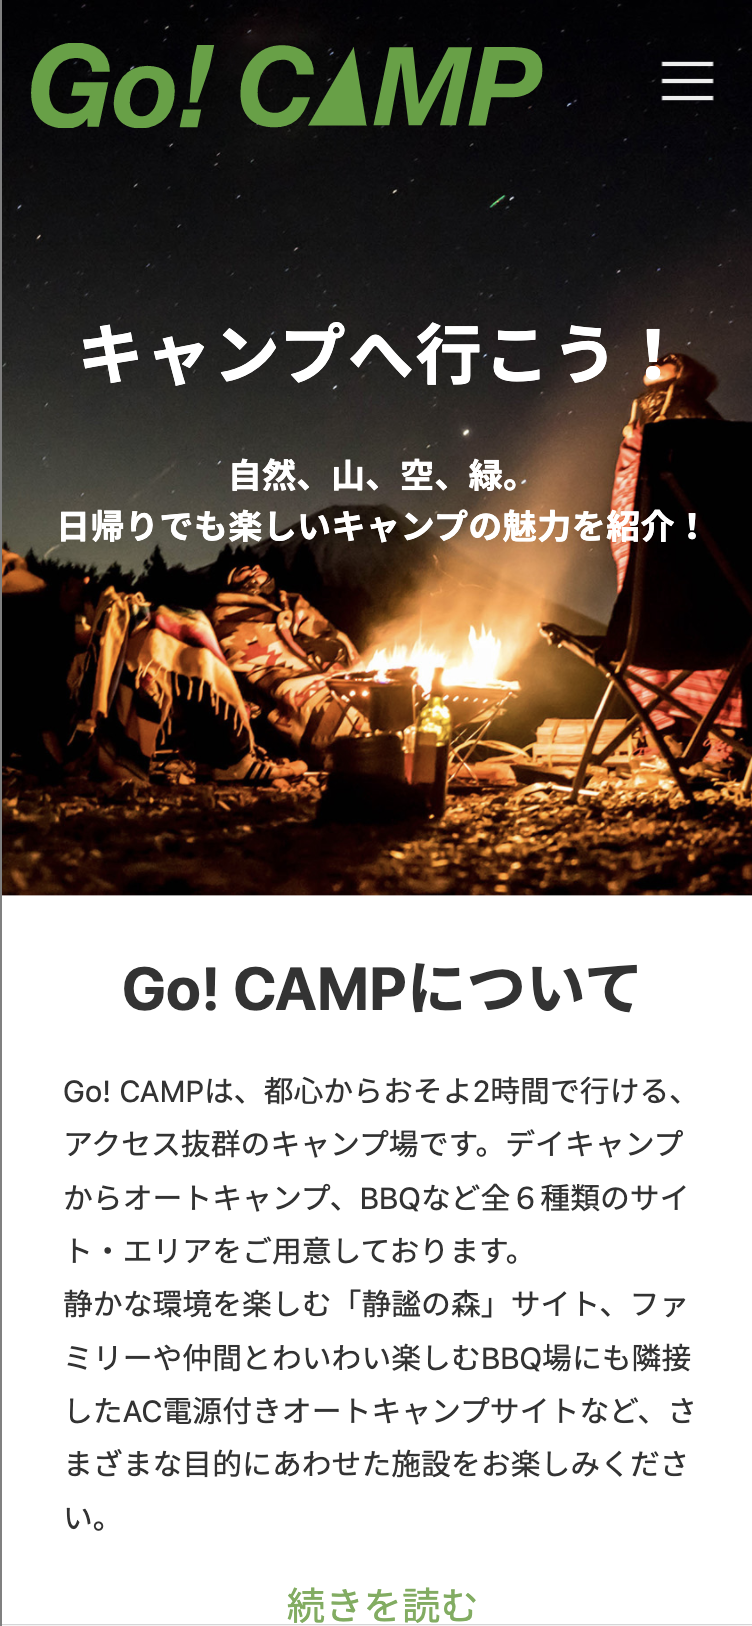 Go! CAMP
キャンプへ行こう！
自然、山、空、緑。
日帰りでも楽しいキャンプの魅力を紹介！
Go! CAMPについて
Go! CAMPは、都心からおそよ2時間で行ける、
アクセス抜群のキャンプ場です。デイキャンプ
からオートキャンプ、BBQなど全６種類のサイ
ト・エリアをご用意しております。
静かな環境を楽しむ「静謐の森」サイト、ファ
ミリーや仲間とわいわい楽しむBBQ場にも隣接
したAC電源付きオートキャンプサイトなど、さ
まざまな目的にあわせた施設をお楽しみくださ
い。
続きを読む